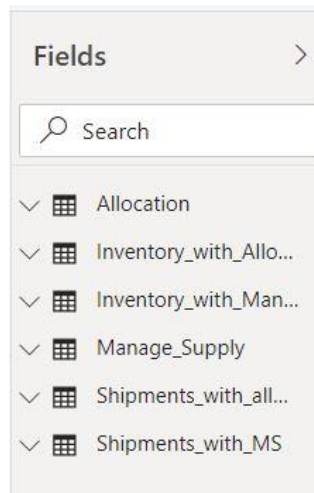 Fields
Search
Allocation
Inventory_with_Allo...
Inventory_with_Man...
Manage_Supply
Shipments_with_all...
Shipments_with_MS